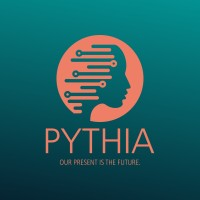 PYTHIA
OUR PRESENT IS THE FUTURE.